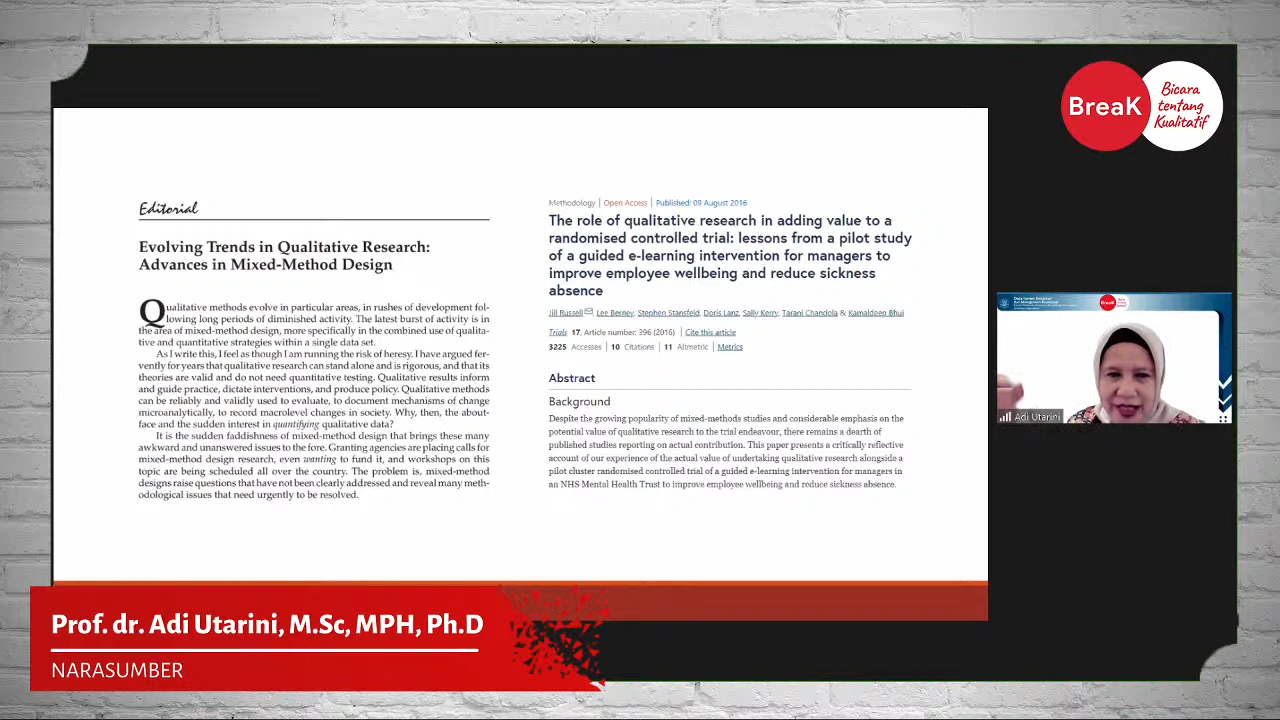 BreaK
Bicara
tentang
Kualitatif
Editorial
Evolving Trends in Qualitative Research:
Advances in Mixed-Method Design
Qualitative methods evolve in particular areas, in rushes of development fol-
lowing long periods of diminished activity. The latest burst of activity is in
the area of mixed-method design, more specifically in the combined use of qualita-
tive and quantitative strategies within a single data set.
As I write this, I feel as though I am running the risk of heresy. I have argued fer-
vently for years that qualitative research can stand alone and is rigorous, and that its
theories are valid and do not need quantitative testing. Qualitative results inform
and guide practice, dictate interventions, and produce policy. Qualitative methods
can be reliably and validly used to evaluate, to document mechanisms of change
microanalytically, to record macrolevel changes in society. Why, then, the about-
face and the sudden interest in quantifying qualitative data?
It is the sudden faddishness of mixed-method design that brings these many
awkward and unanswered issues to the fore. Granting agencies are placing calls for
mixed-method design research, even wanting to fund it, and workshops on this
topic are being scheduled all over the country. The problem is, mixed-method
designs raise questions that have not been clearly addressed and reveal many meth-
odological issues that need urgently to be resolved.
Methodology | Open Access | Published: 09 August 2016
The role of qualitative research in adding value to a
randomised controlled trial: lessons from a pilot study
of a guided e-learning intervention for managers to
improve employee wellbeing and reduce sickness
absence
Jill Russell, Lee Berney, Stephen Stansfeld, Doris Lanz, Sally Kerry, Tarani Chandola & Kamaldeep Bhui
Trials 17, Article number: 396 (2016) | Cite this article
3225 Accesses | 10 Citations | 11 Altmetric | Metrics
Abstract
Background
Despite the growing popularity of mixed-methods studies and considerable emphasis on the
potential value of qualitative research to the trial endeavour, there remains a dearth of
published studies reporting on actual contribution. This paper presents a critically reflective
account of our experience of the actual value of undertaking qualitative research alongside a
pilot cluster randomised controlled trial of a guided e-learning intervention for managers in
an NHS Mental Health Trust to improve employee wellbeing and reduce sickness absence.
BreaK
Adi Utarini
Prof. dr. Adi Utarini, M.Sc, MPH, Ph.D
NARASUMBER